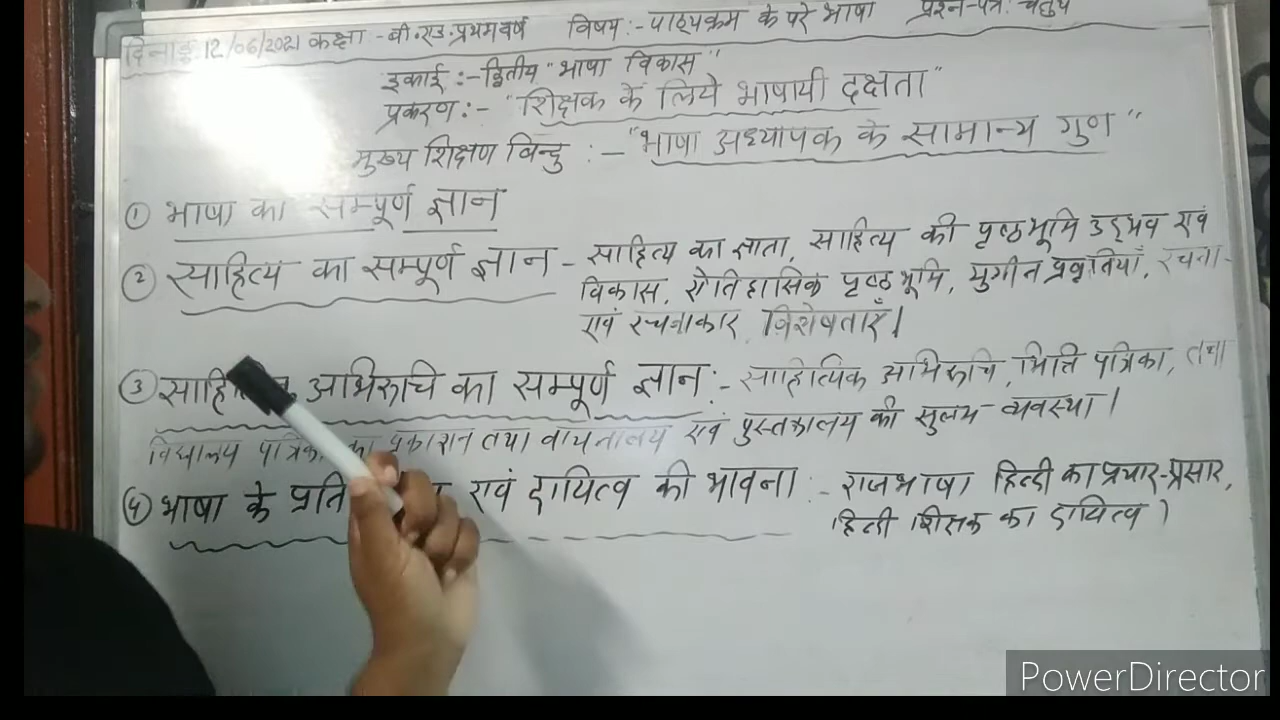 दिनाङ्क 12/06/2021 कक्षा - बी.एड.प्रथमवर्ष विषय :- पाठ्यक्रम के परे भाषा प्रश्न-पत्र: चतुर्थ
इकाई :- द्वितीय "भाषा विकास"
प्रकरण :- "शिक्षक के लिये भाषायी दक्षता"
मुख्य शिक्षण बिन्दु :- "भाषा अध्यापक के सामान्य गुण"
① भाषा का सम्पूर्ण ज्ञान
② साहित्य का सम्पूर्ण ज्ञान - साहित्य का ज्ञाता, साहित्य की पृष्ठभूमि उद्भव एवं
विकास, ऐतिहासिक पृष्ठभूमि, युगीन प्रवृतियाँ, रचना-
एवं रचनाकार, विशेषताएँ।
③ अभिरूचि का सम्पूर्ण ज्ञान :- साहित्यिक अभिरूचि, भित्ति पत्रिका, तथा
विद्यालय का प्रकाशन तथा वाचनालय एवं पुस्तकालय की सुलभ-व्यवस्था।
④ भाषा के प्रति एवं दायित्व की भावना :- राजभाषा हिन्दी का प्रचार-प्रसार,
हिन्दी शिक्षक का दायित्व।
PowerDirector